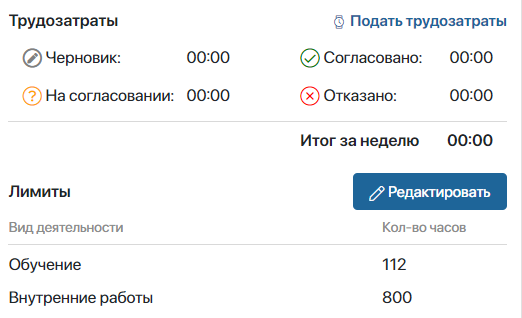 Трудозатраты Подать трудозатраты
Черновик: 00:00 Согласовано: 00:00
На согласовании: 00:00 Отказано: 00:00
Итог за неделю 00:00
Лимиты Редактировать
Вид деятельности Кол-во часов
Обучение 112
Внутренние работы 800